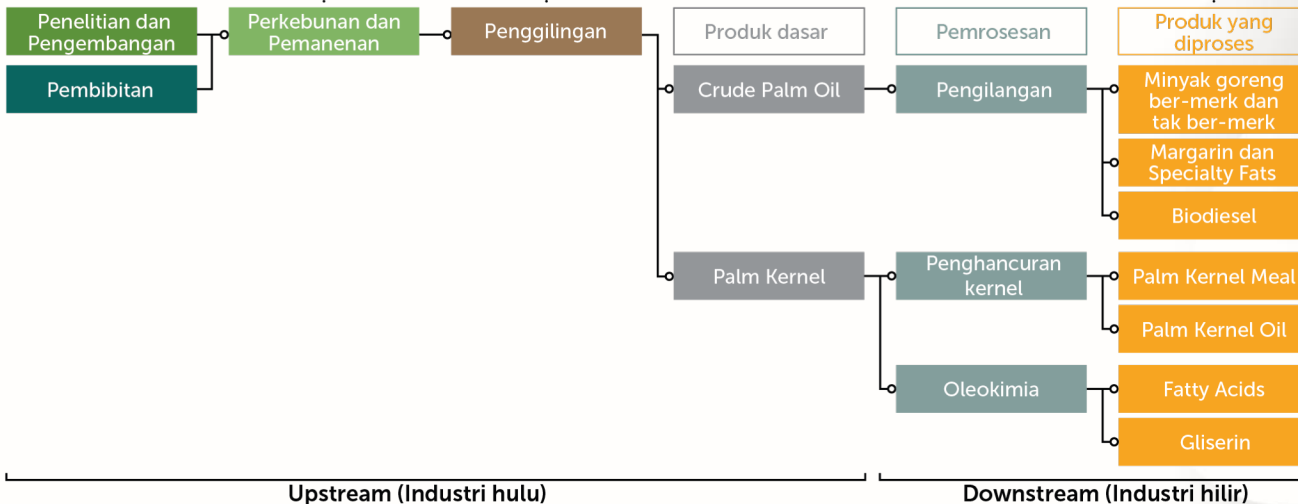 Penelitian dan
Pengembangan
Perkebunan dan
Pemanenan
Penggilingan
Produk dasar
Pemrosesan
Produk yang
diproses
Pembibitan
Crude Palm Oil
Pengilangan
Minyak goreng
ber-merk dan
tak ber-merk
Margarin dan
Specialty Fats
Biodiesel
Palm Kernel
Penghancuran
kernel
Palm Kernel Meal
Palm Kernel Oil
Oleokimia
Fatty Acids
Gliserin
Upstream (Industri hulu)
Downstream (Industri hilir)